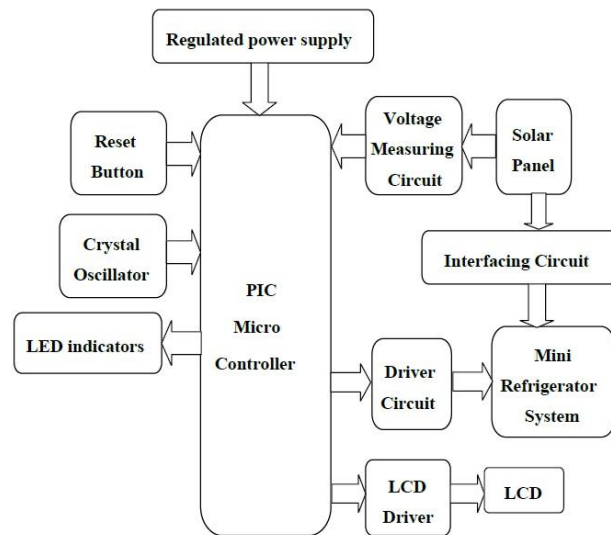 Regulated power supply
Reset
Button
Voltage
Measuring
Circuit
Solar
Panel
Crystal
Oscillator
Interfacing Circuit
PIC
Micro
Controller
LED indicators
Driver
Circuit
Mini
Refrigerator
System
LCD
Driver
LCD